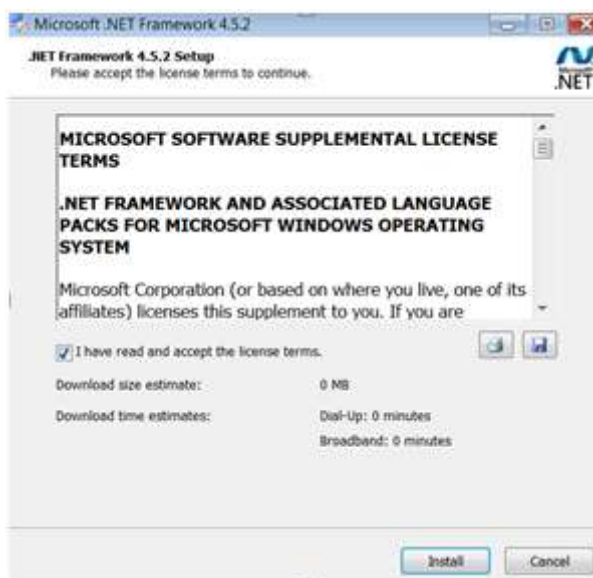 Microsoft .NET Framework 4.5.2
.NET Framework 4.5.2 Setup
Please accept the license terms to continue.
Microsoft
.NET
MICROSOFT SOFTWARE SUPPLEMENTAL LICENSE
TERMS
.NET FRAMEWORK AND ASSOCIATED LANGUAGE
PACKS FOR MICROSOFT WINDOWS OPERATING
SYSTEM
Microsoft Corporation (or based on where you live, one of its
affiliates) licenses this supplement to you. If you are
I have read and accept the license terms.
Download size estimate: 0 MB
Download time estimates: Dial-Up: 0 minutes
Broadband: 0 minutes
Install Cancel